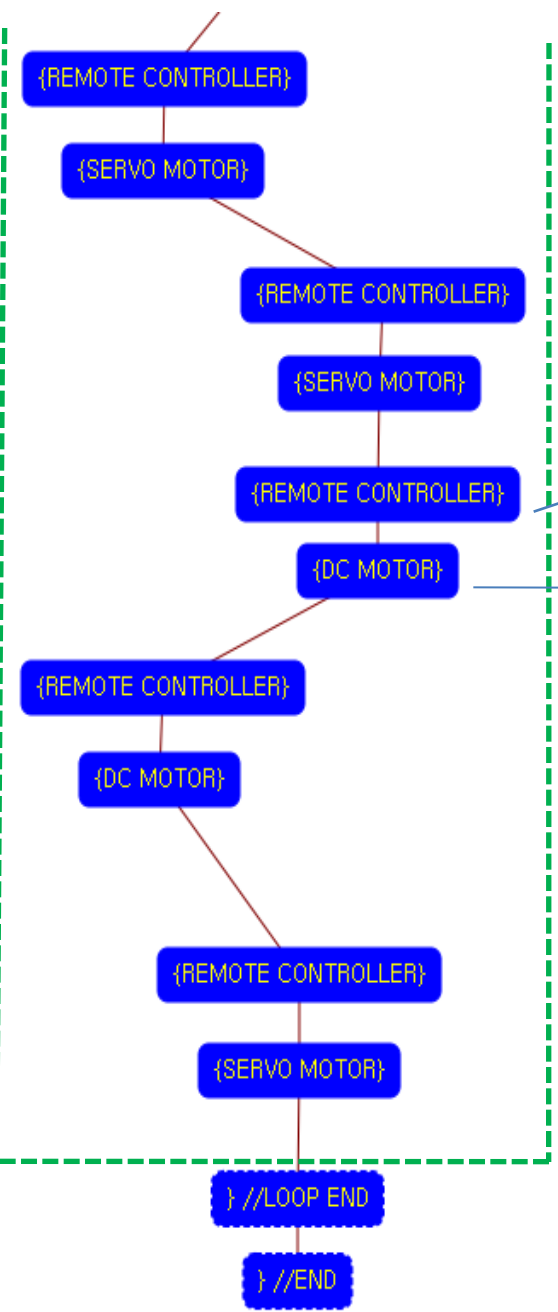 {REMOTE CONTROLLER}
{SERVO MOTOR}
{REMOTE CONTROLLER}
{SERVO MOTOR}
{REMOTE CONTROLLER}
{DC MOTOR}
{REMOTE CONTROLLER}
{DC MOTOR}
{REMOTE CONTROLLER}
{SERVO MOTOR}
} //LOOP END
} //END